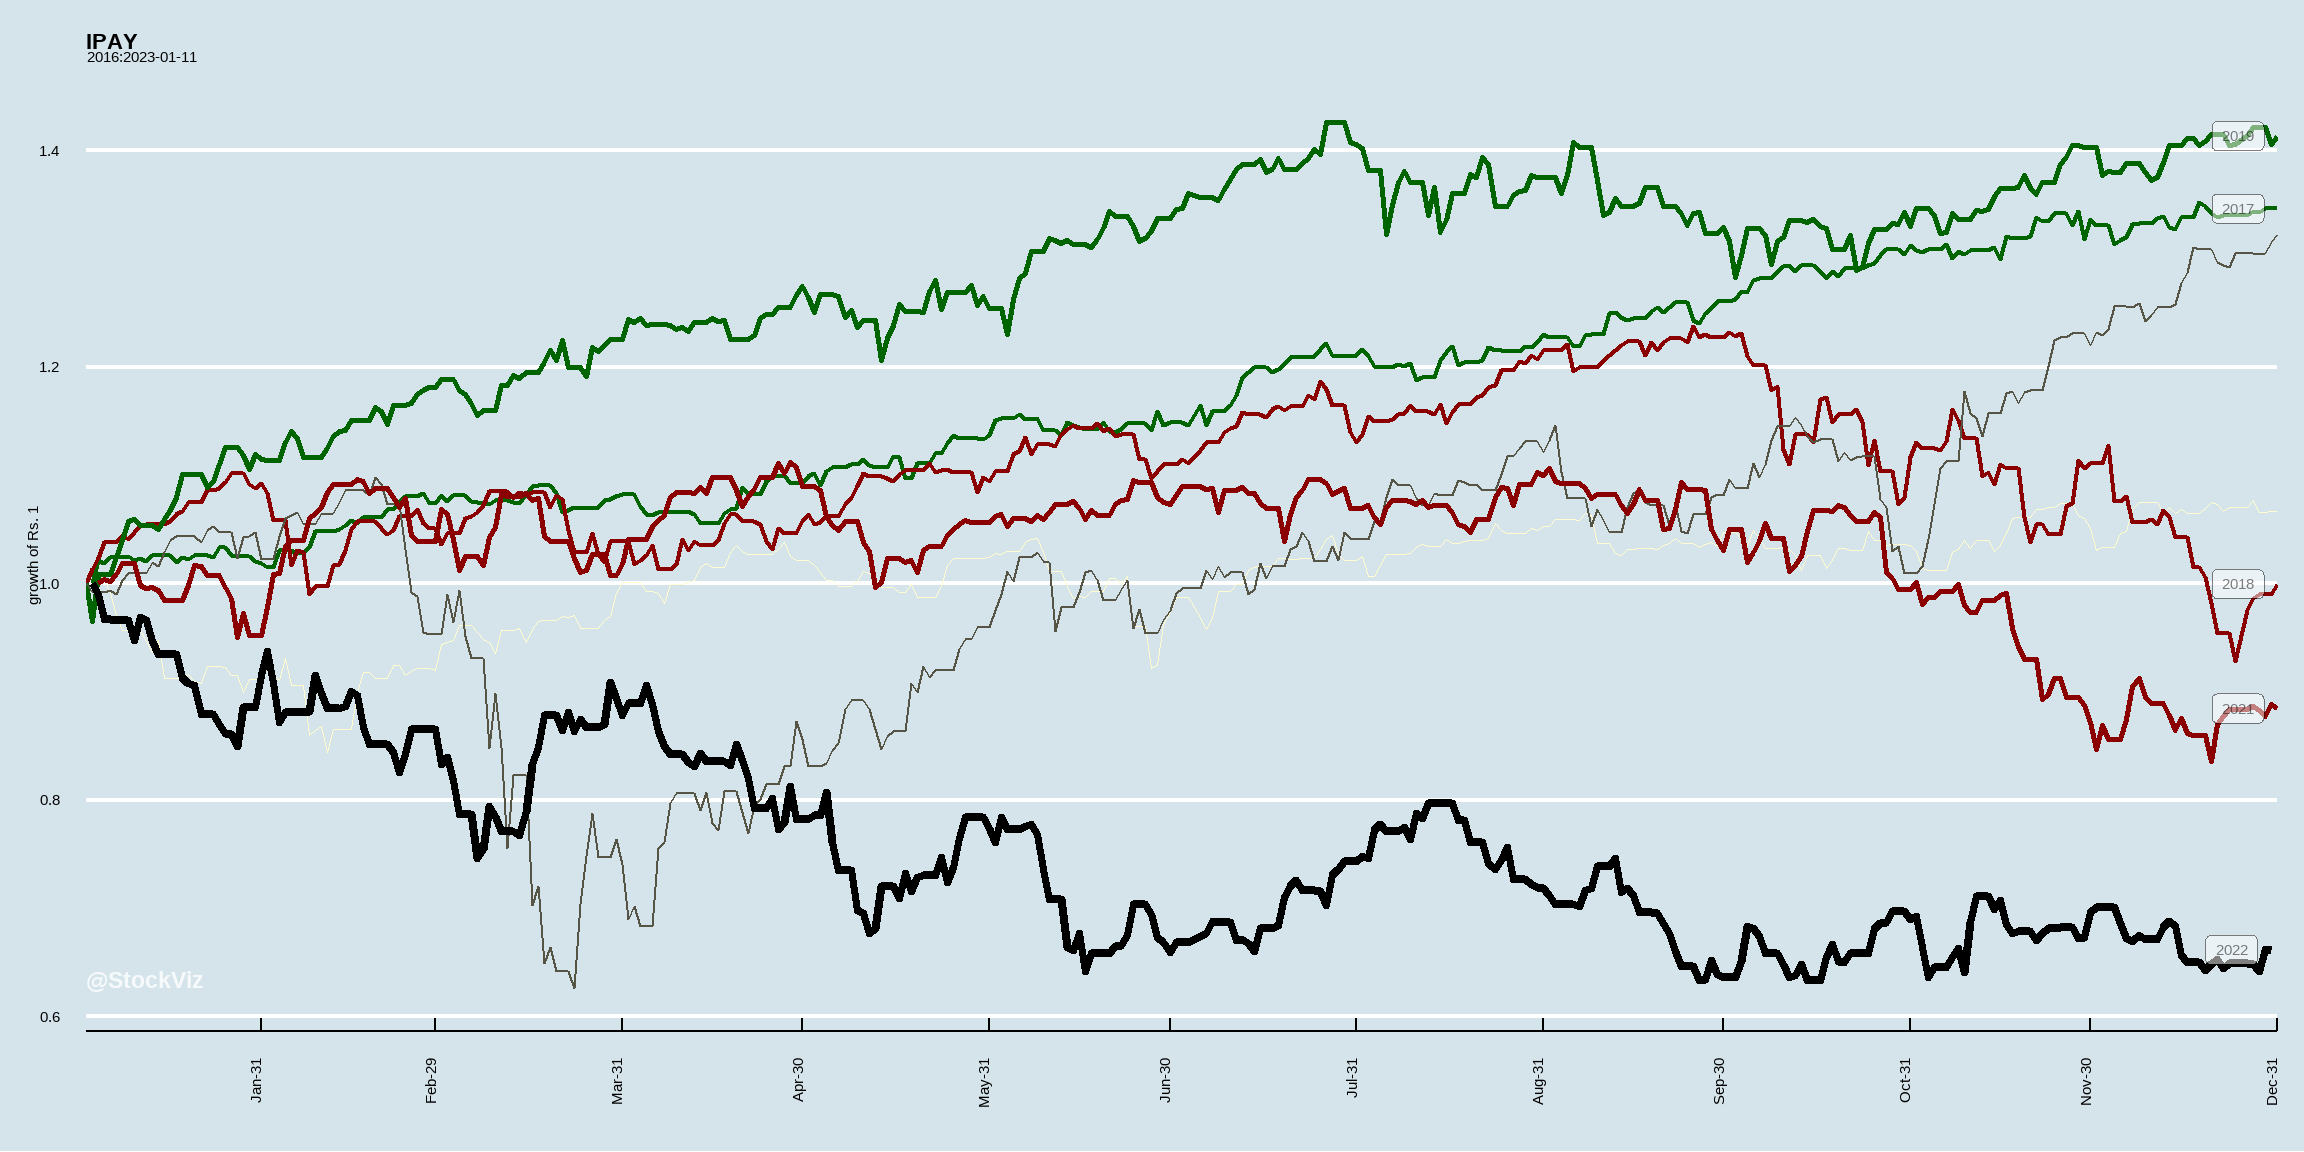 IPAY
2016:2023-01-11
growth of Rs. 1
1.4
1.2
1.0
0.8
0.6
2019
2017
2018
2021
2022
@StockViz
Jan-31
Feb-29
Mar-31
Apr-30
May-31
Jun-30
Jul-31
Aug-31
Sep-30
Oct-31
Nov-30
Dec-31